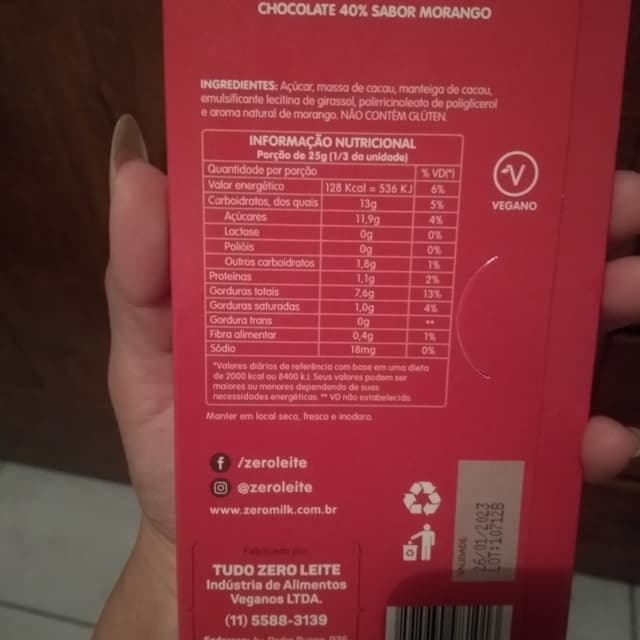 CHOCOLATE 40% SABOR MORANGO
INGREDIENTES: Açúcar, massa de cacau, manteiga de cacau,
emulsificante lecitina de girassol, polirricinoleato de poliglicerol
e aroma natural de morango. NÃO CONTÉM GLÚTEN.
INFORMAÇÃO NUTRICIONAL
Porção de 25g (1/3 da unidade)
Quantidade por porção % VD(*)
Valor energético 128 Kcal = 536 KJ 6%
Carboidratos, dos quais 13g 5%
Açúcares 11,9g 4%
Lactose 0g 0%
Polióis 0g 0%
Outros carboidratos 1,8g 1%
Proteínas 1,1g 2%
Gorduras totais 7,6g 13%
Gorduras saturadas 1,0g 4%
Gordura trans 0g **
Fibra alimentar 0,4g 1%
Sódio 18mg 0%
*Valores diários de referência com base em uma dieta
de 2000 kcal ou 8400 kJ. Seus valores podem ser
maiores ou menores dependendo de suas
necessidades energéticas. ** VD não estabelecido.
Manter em local seco, fresco e inodoro.
VEGANO
/zeroleite
@zeroleite
www.zeromilk.com.br
Fabricado por:
TUDO ZERO LEITE
Indústria de Alimentos
Veganos LTDA.
(11) 5588-3139
VALIDADE:
26/01/2023
LOT:10712B